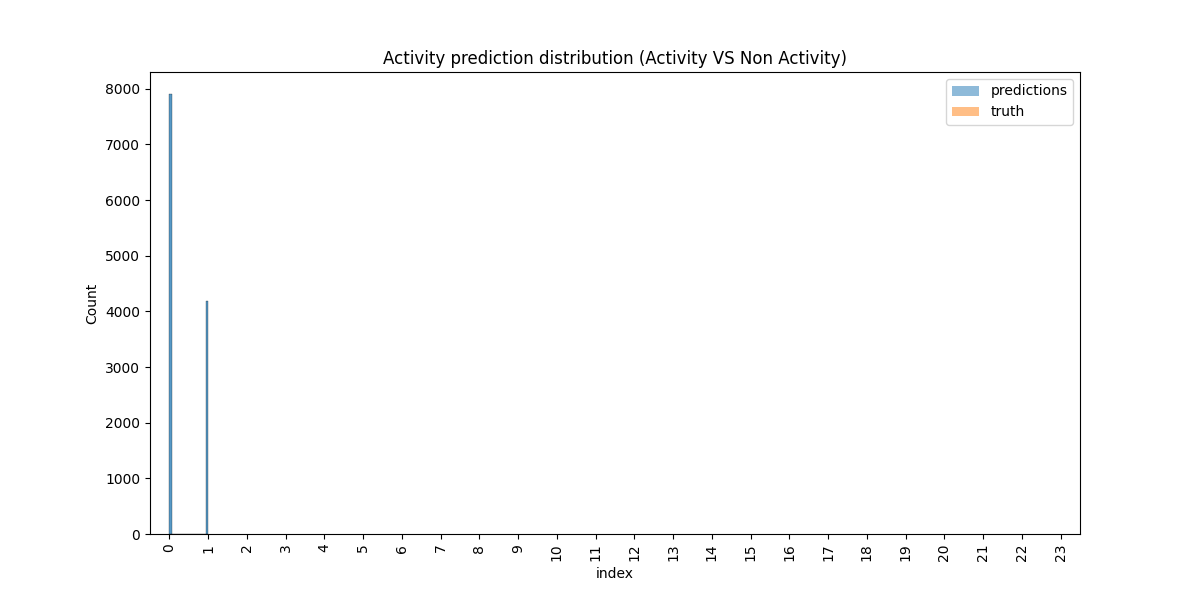 Activity prediction distribution (Activity VS Non Activity)
predictions
truth
8000
7000
6000
5000
4000
3000
2000
1000
0
Count
0 1 2 3 4 5 6 7 8 9 10 11 12 13 14 15 16 17 18 19 20 21 22 23
index